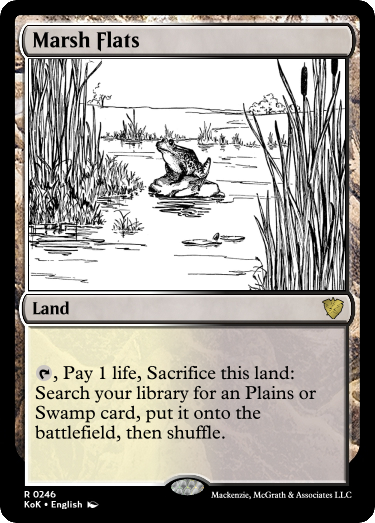 Marsh Flats
Land
, Pay 1 life, Sacrifice this land:
Search your library for an Plains or
Swamp card, put it onto the
battlefield, then shuffle.
R 0246
KoK • English
Mackenzie, McGrath & Associates LLC